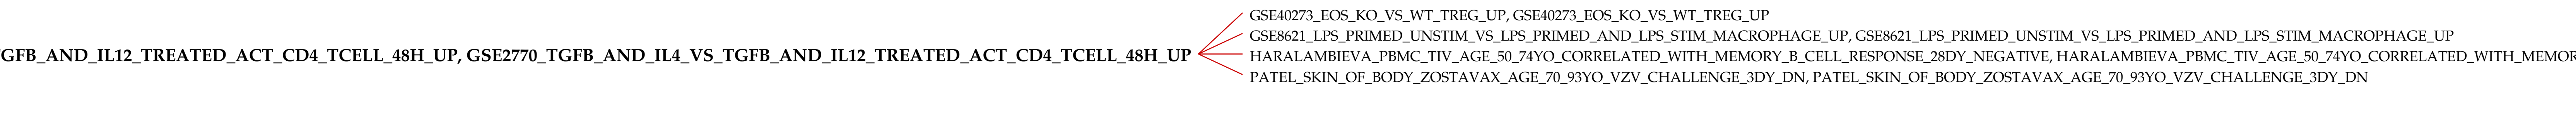 GSE40273_EOS_KO_VS_WT_TREG_UP, GSE40273_EOS_KO_VS_WT_TREG_UP
GSE8621_LPS_PRIMED_UNSTIM_VS_LPS_PRIMED_AND_LPS_STIM_MACROPHAGE_UP, GSE8621_LPS_PRIMED_UNSTIM_VS_LPS_PRIMED_AND_LPS_STIM_MACROPHAGE_UP
GFB_AND_IL12_TREATED_ACT_CD4_TCELL_48H_UP, GSE2770_TGFB_AND_IL4_VS_TGFB_AND_IL12_TREATED_ACT_CD4_TCELL_48H_UP
HARALAMBIEVA_PBMC_TIV_AGE_50_74YO_CORRELATED_WITH_MEMORY_B_CELL_RESPONSE_28DY_NEGATIVE, HARALAMBIEVA_PBMC_TIV_AGE_50_74YO_CORRELATED_WITH_MEMOR
PATEL_SKIN_OF_BODY_ZOSTAVAX_AGE_70_93YO_VZV_CHALLENGE_3DY_DN, PATEL_SKIN_OF_BODY_ZOSTAVAX_AGE_70_93YO_VZV_CHALLENGE_3DY_DN